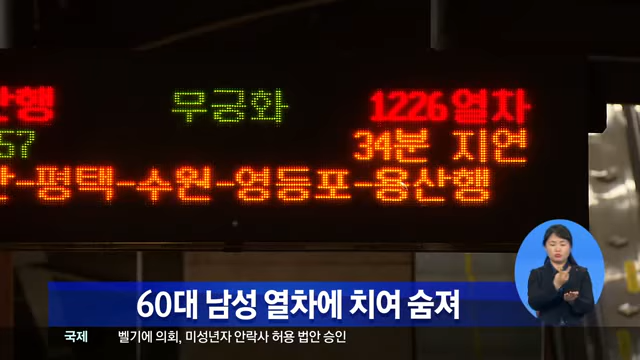 행 무궁화 1226열차
57 34분 지연
-평택-수원-영등포-용산행
60대 남성 열차에 치여 숨져
국제 벨기에 의회, 미성년자 안락사 허용 법안 승인